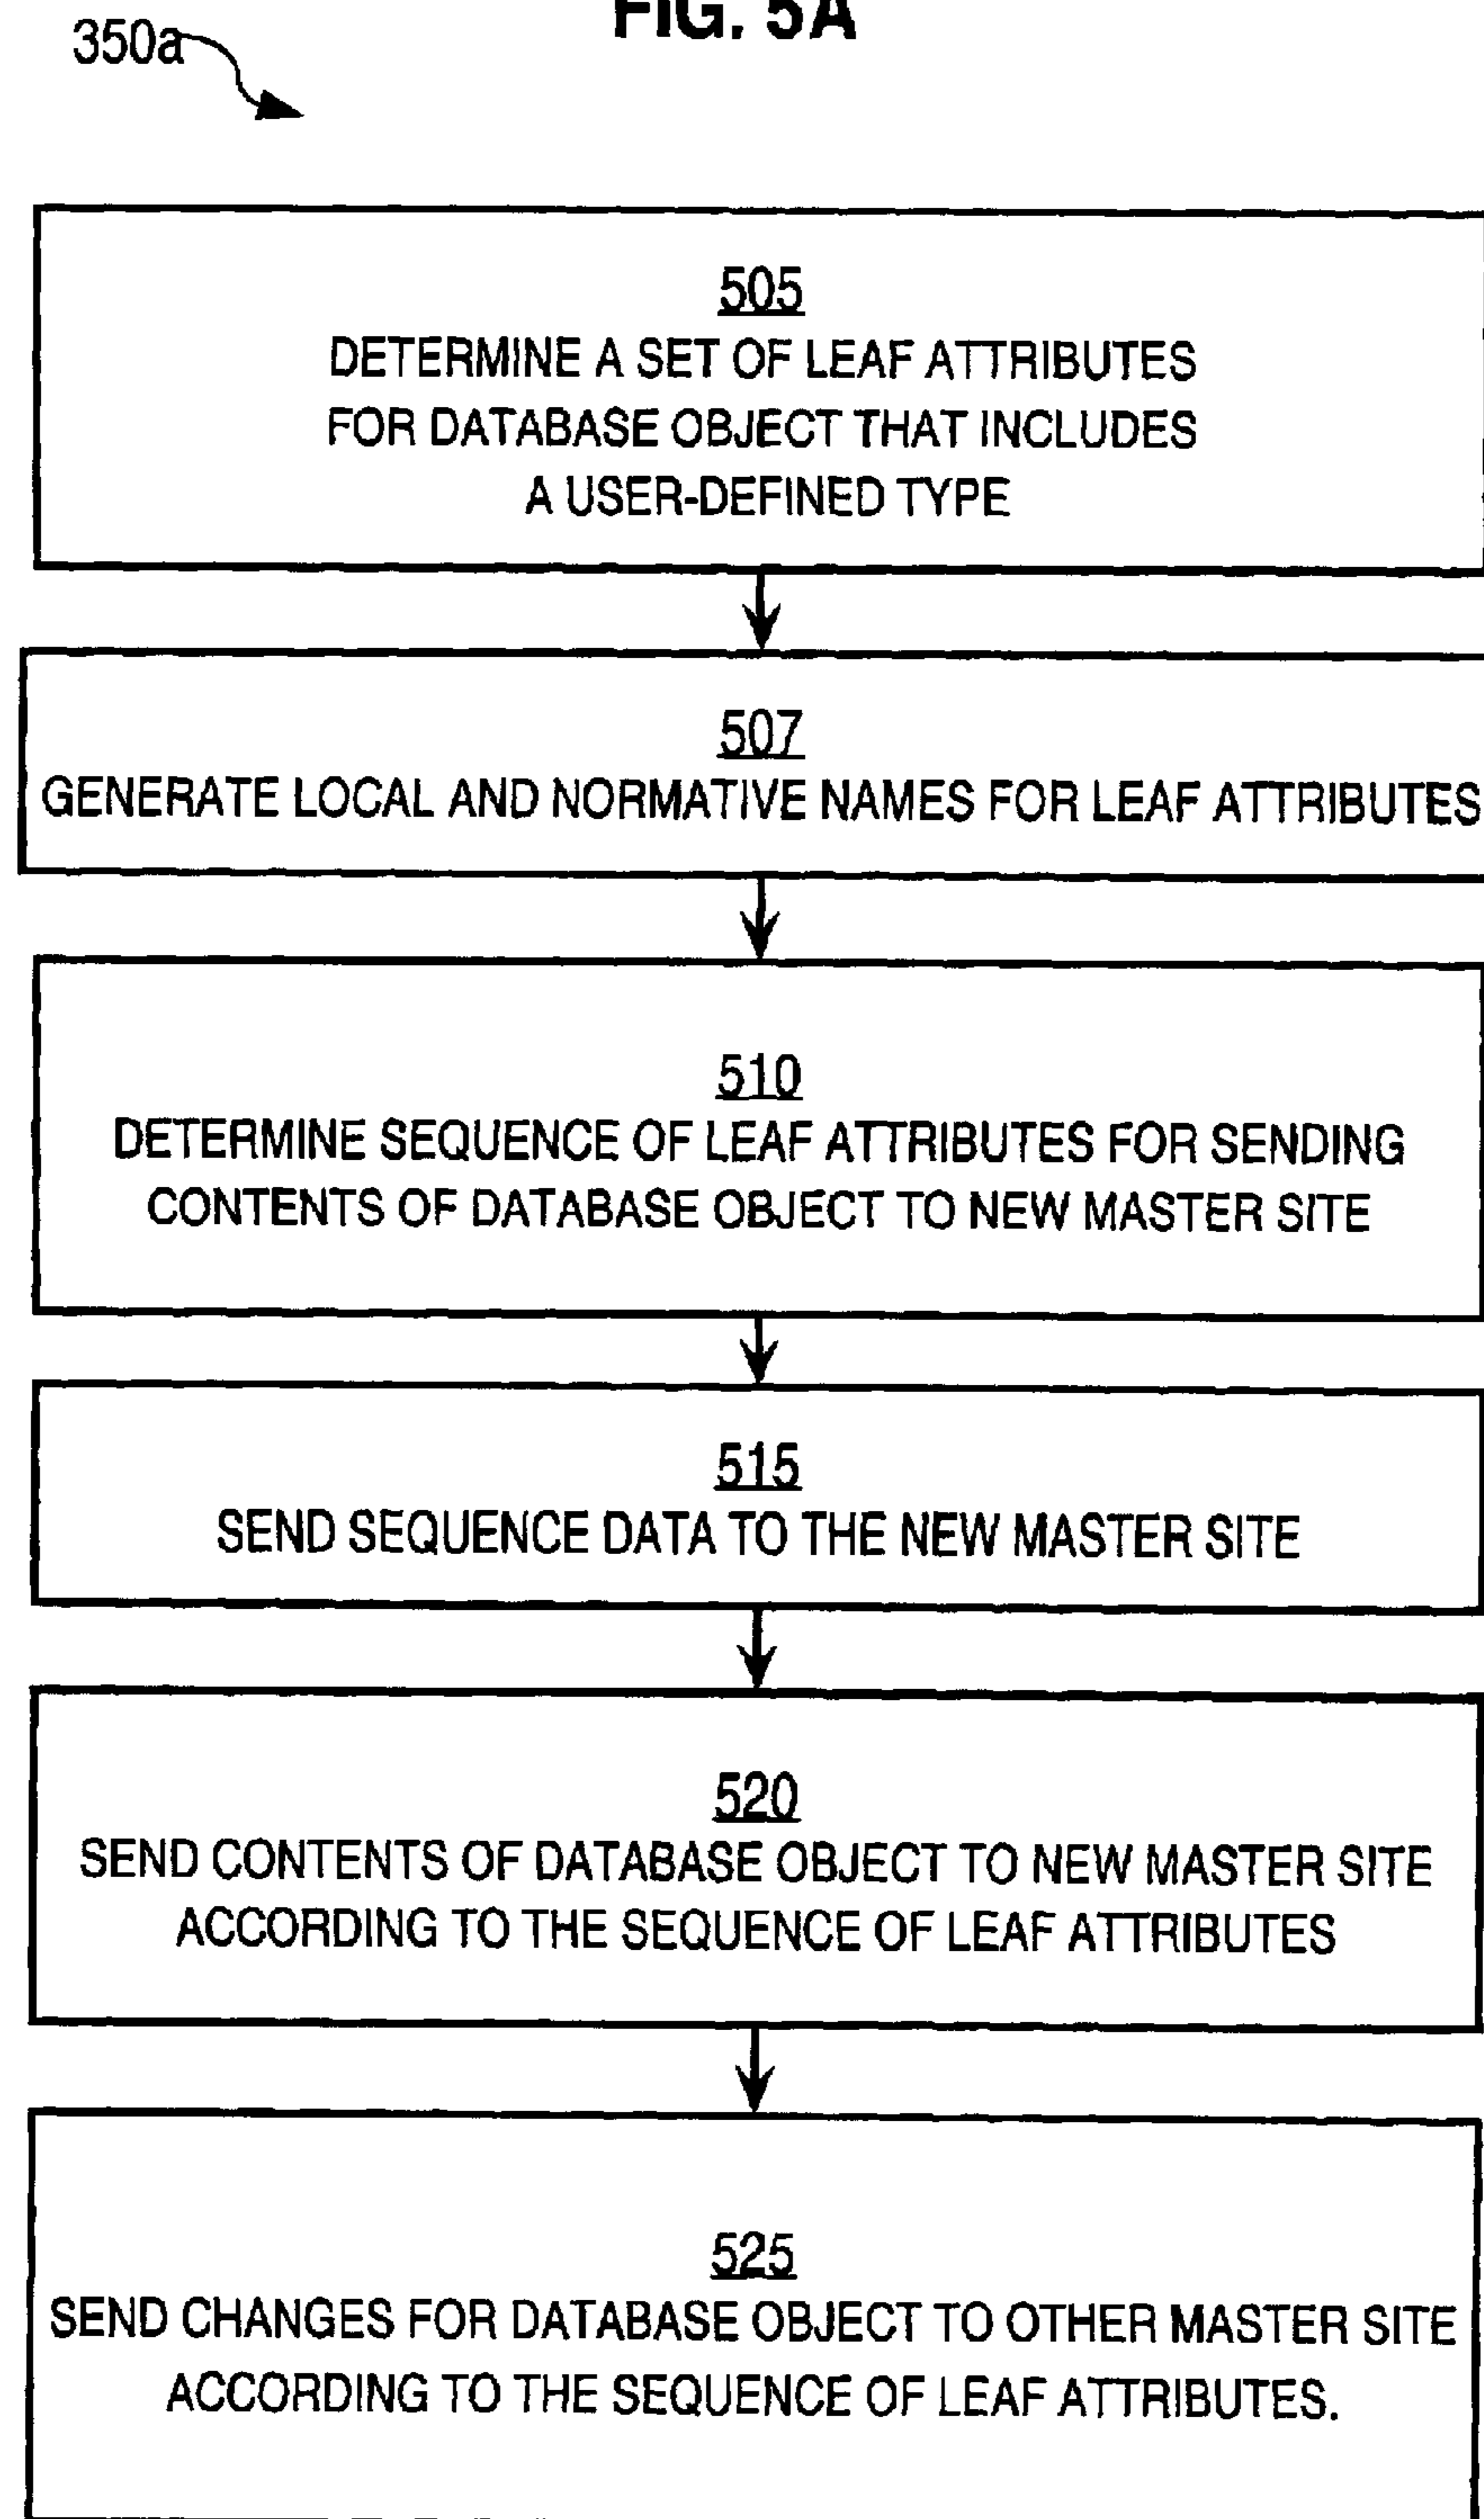 FIG. 5A
350a
505
DETERMINE A SET OF LEAF ATTRIBUTES
FOR DATABASE OBJECT THAT INCLUDES
A USER-DEFINED TYPE
507
GENERATE LOCAL AND NORMATIVE NAMES FOR LEAF ATTRIBUTES
510
DETERMINE SEQUENCE OF LEAF ATTRIBUTES FOR SENDING
CONTENTS OF DATABASE OBJECT TO NEW MASTER SITE
515
SEND SEQUENCE DATA TO THE NEW MASTER SITE
520
SEND CONTENTS OF DATABASE OBJECT TO NEW MASTER SITE
ACCORDING TO THE SEQUENCE OF LEAF ATTRIBUTES
525
SEND CHANGES FOR DATABASE OBJECT TO OTHER MASTER SITE
ACCORDING TO THE SEQUENCE OF LEAF ATTRIBUTES.